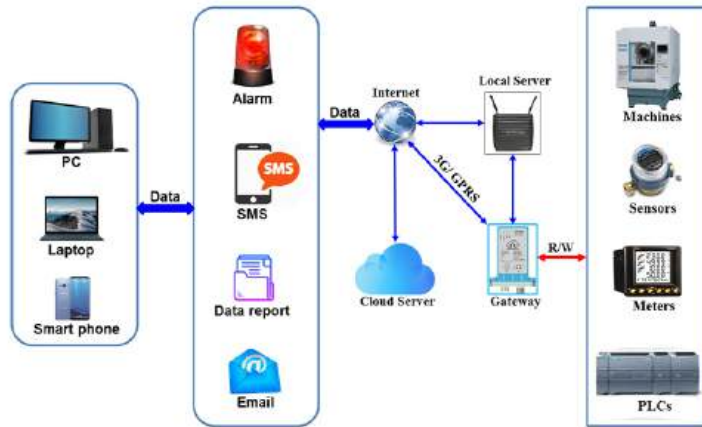 PC
Laptop
Smart phone
Data
Alarm
SMS
SMS
Data report
Email
Data
Internet
Local Server
3G/ GPRS
Cloud Server
Gateway
R/W
Machines
Sensors
Meters
PLCs